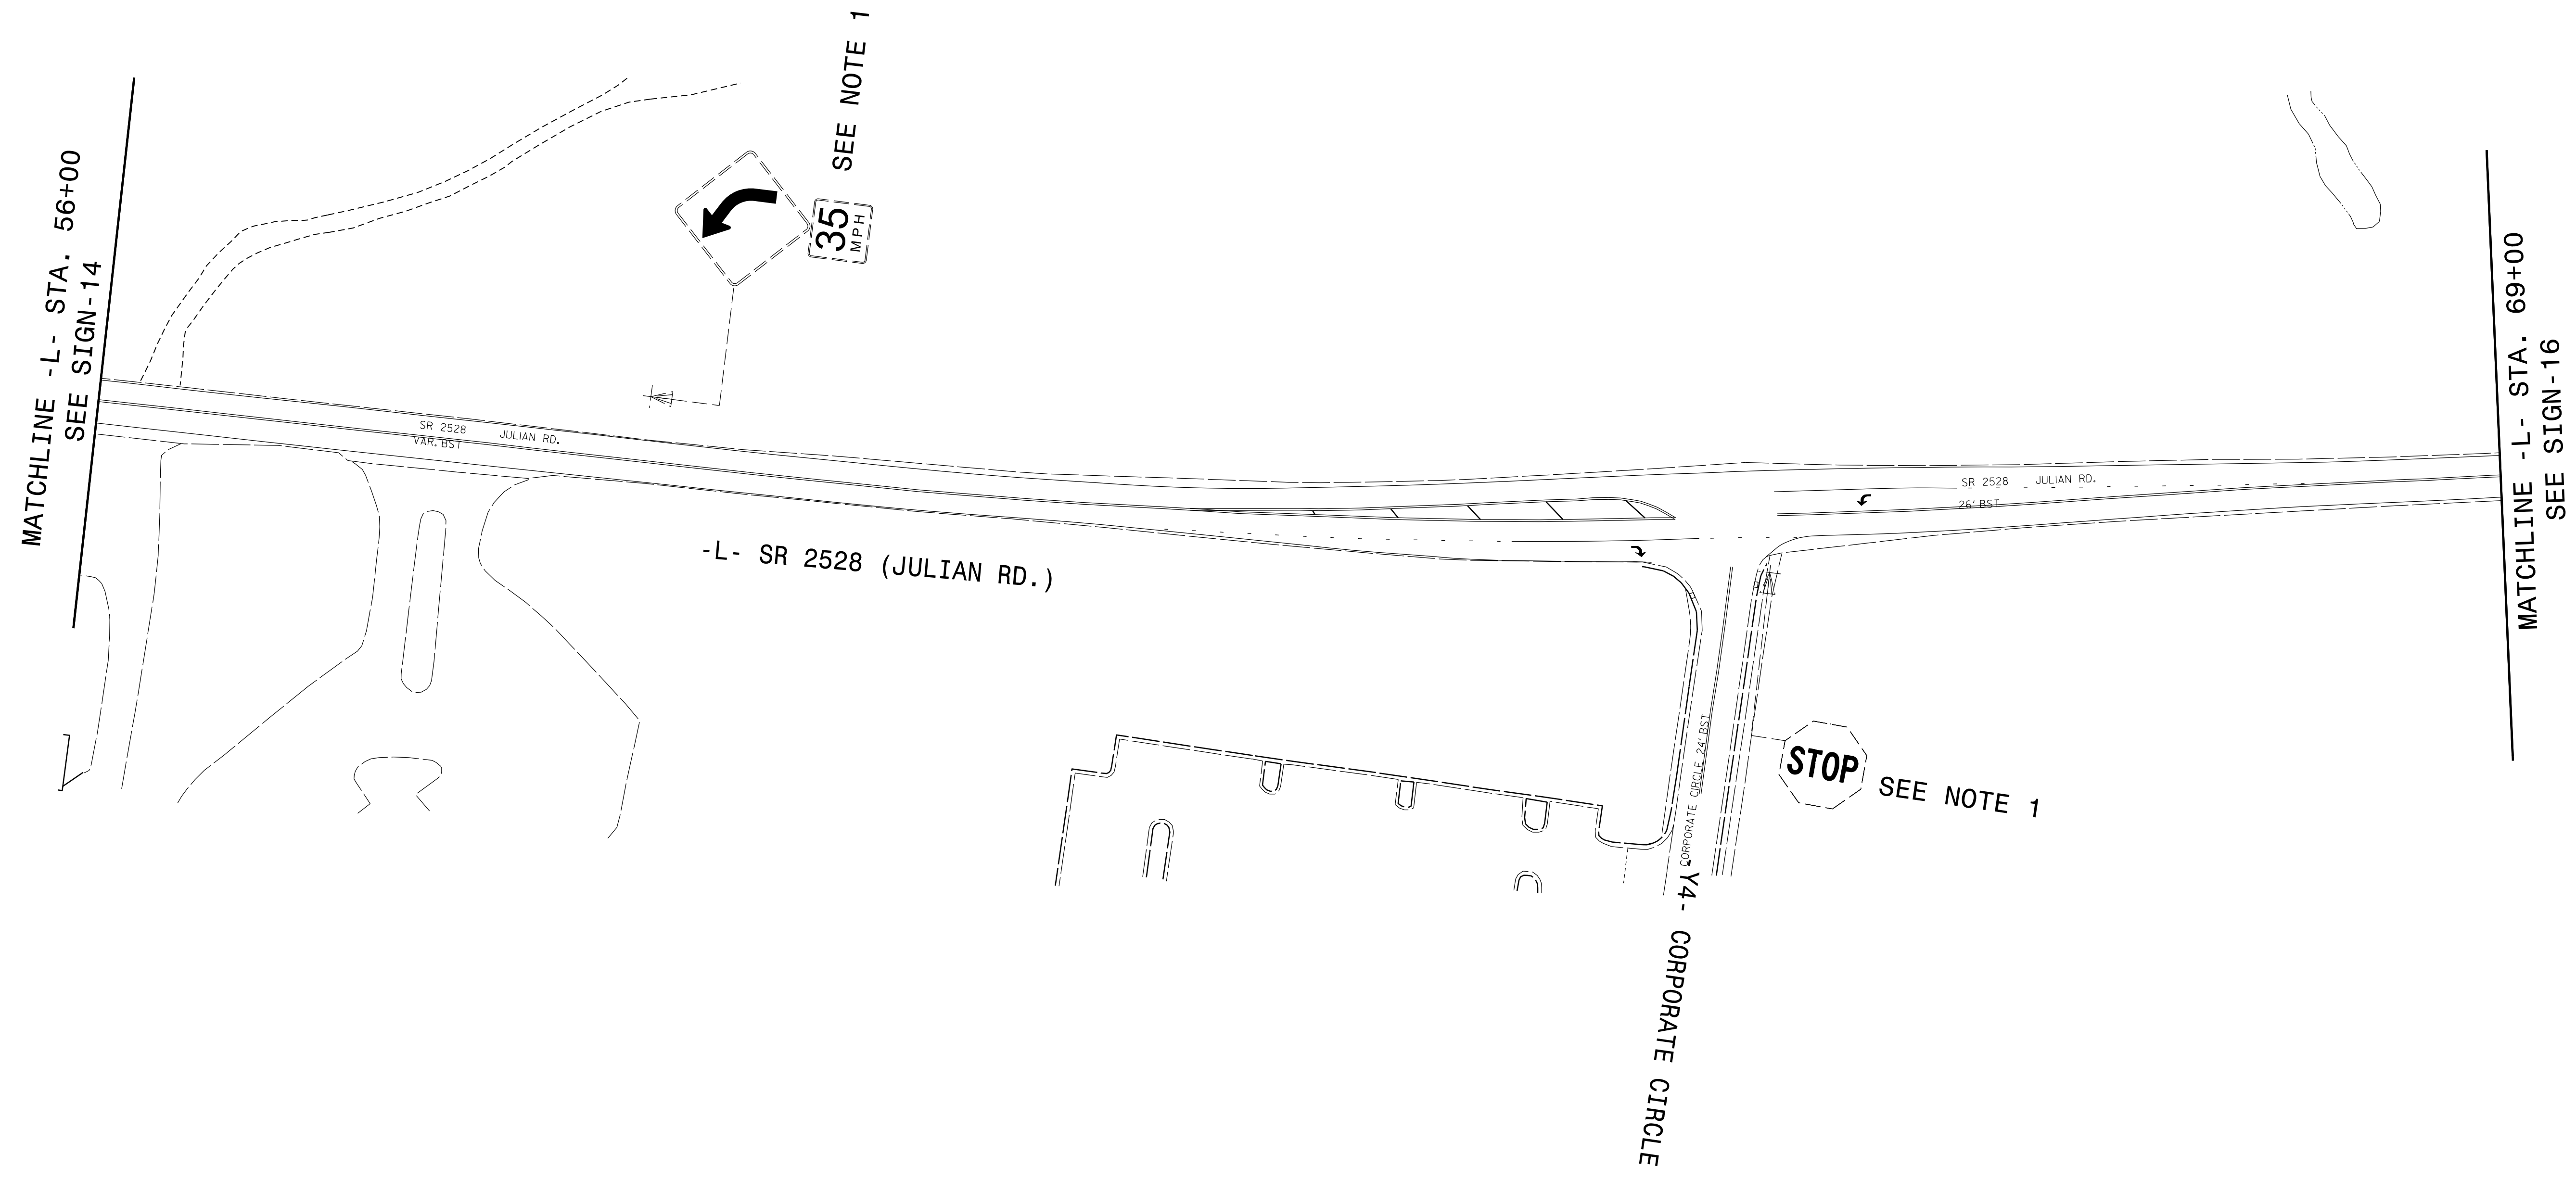 MATCHLINE -L- STA. 56+00
SEE SIGN-14
SEE NOTE 1
35
MPH
SR 2528 JULIAN RD.
VAR. BST
-L- SR 2528 (JULIAN RD.)
SR 2528 JULIAN RD.
26' BST
CORPORATE CIRCLE 24' BST
STOP
SEE NOTE 1
-Y4- CORPORATE CIRCLE
MATCHLINE -L- STA. 69+00
SEE SIGN-16